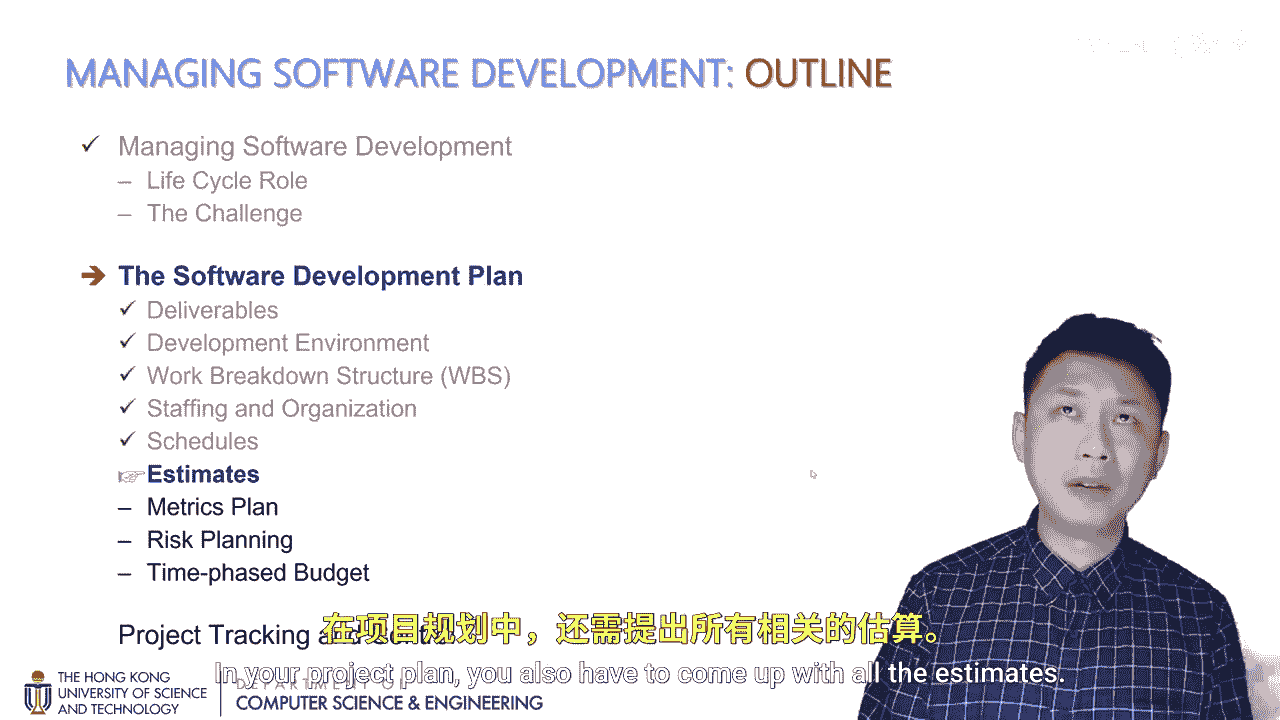 MANAGING SOFTWARE DEVELOPMENT: OUTLINE
✓ Managing Software Development
– Life Cycle Role
– The Challenge
➔ The Software Development Plan
✓ Deliverables
✓ Development Environment
✓ Work Breakdown Structure (WBS)
✓ Staffing and Organization
✓ Schedules
☞ Estimates
– Metrics Plan
– Risk Planning
– Time-phased Budget
Project Tracking
在项目规划中，还需提出所有相关的估算。
In your project plan, you also have to come up with all the estimates.
THE HONG KONG
UNIVERSITY OF SCIENCE
AND TECHNOLOGY
DEPARTMENT OF
COMPUTER SCIENCE & ENGINEERING